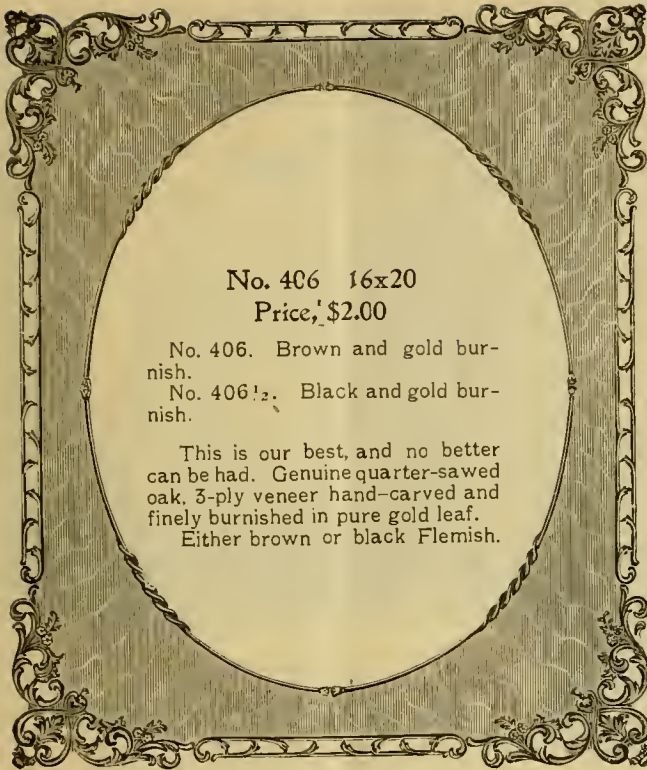 No. 406 16x20
Price, $2.00
No. 406. Brown and gold bur-
nish.
No. 406½. Black and gold bur-
nish.
This is our best, and no better
can be had. Genuine quarter-sawed
oak, 3-ply veneer hand-carved and
finely burnished in pure gold leaf.
Either brown or black Flemish.